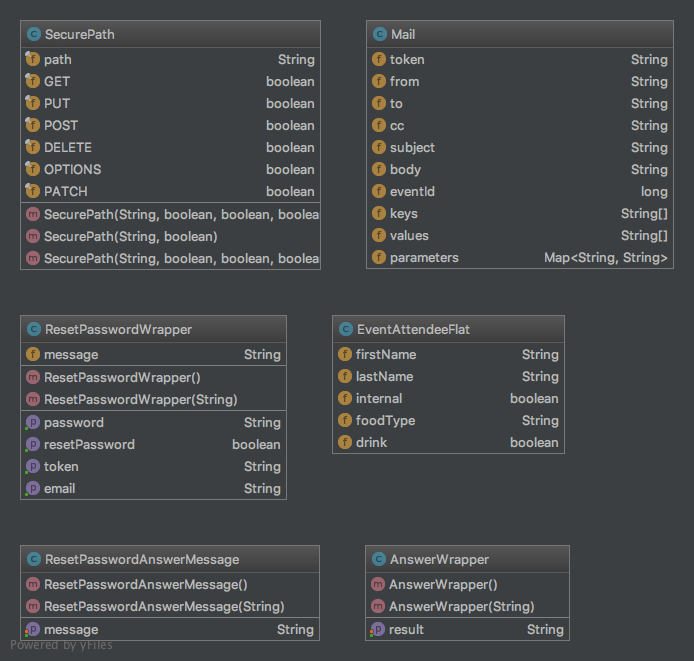 SecurePath
path String
GET boolean
PUT boolean
POST boolean
DELETE boolean
OPTIONS boolean
PATCH boolean
SecurePath(String, boolean, boolean, boolea
SecurePath(String, boolean)
SecurePath(String, boolean, boolean, boolea
Mail
token String
from String
to String
cc String
subject String
body String
eventId long
keys String[]
values String[]
parameters Map<String, String>
ResetPasswordWrapper
message String
ResetPasswordWrapper()
ResetPasswordWrapper(String)
password String
resetPassword boolean
token String
email String
EventAttendeeFlat
firstName String
lastName String
internal boolean
foodType String
drink boolean
ResetPasswordAnswerMessage
ResetPasswordAnswerMessage()
ResetPasswordAnswerMessage(String)
message String
AnswerWrapper
AnswerWrapper()
AnswerWrapper(String)
result String
Powered by yFiles